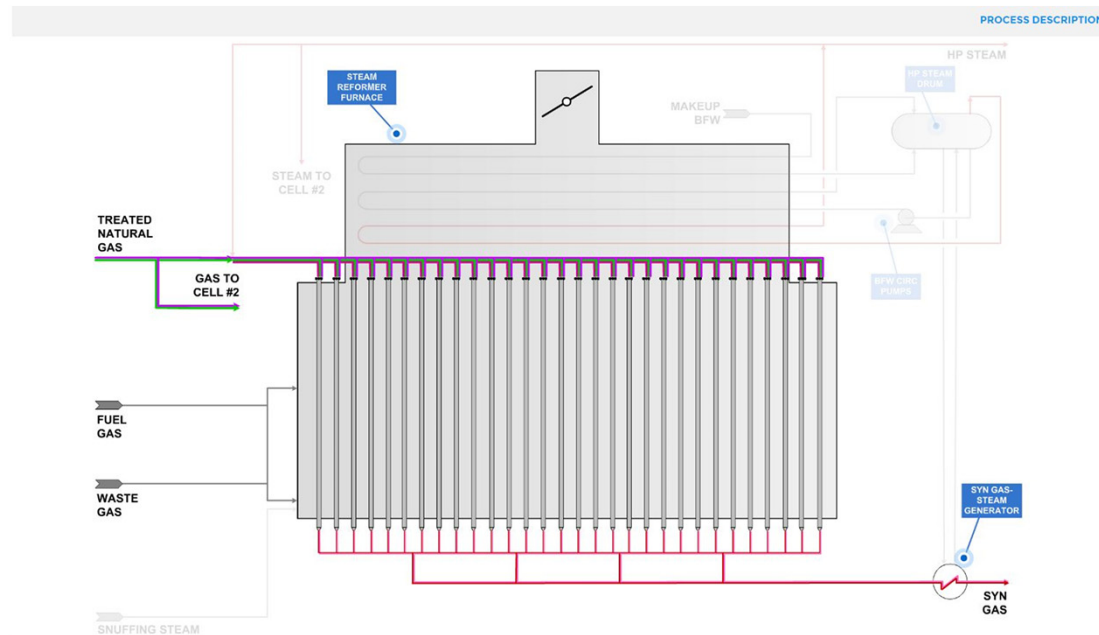 PROCESS DESCRIPTION
HP STEAM
STEAM
REFORMER
FURNACE
HP STEAM
DRUM
MAKEUP
BFW
STEAM TO
CELL #2
TREATED
NATURAL
GAS
GAS TO
CELL #2
BFW CIRC
PUMPS
FUEL
GAS
WASTE
GAS
SYN GAS-
STEAM
GENERATOR
SYN
GAS
SNUFFING STEAM